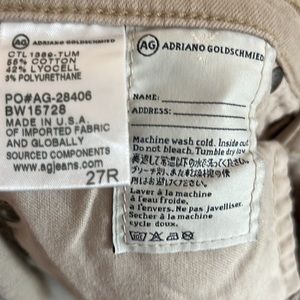 AG ADRIANO GOLDSCHMIED
CTL 1389-TUM
55% COTTON
42% LYOCELL
3% POLYURETHANE
PO#AG-28406
BW15728
MADE IN U.S.A.
OF IMPORTED FABRIC
AND GLOBALLY
SOURCED COMPONENTS
www.agjeans.com
27R
AG ADRIANO GOLDSCHMIED
NAME:
ADDRESS:
Machine wash cold. Inside out.
Do not bleach. Tumble dry low.
Laver à la machine
à l'eau froide,
à l'envers. Ne pas javelliser.
Secher à la machine
cycle doux.